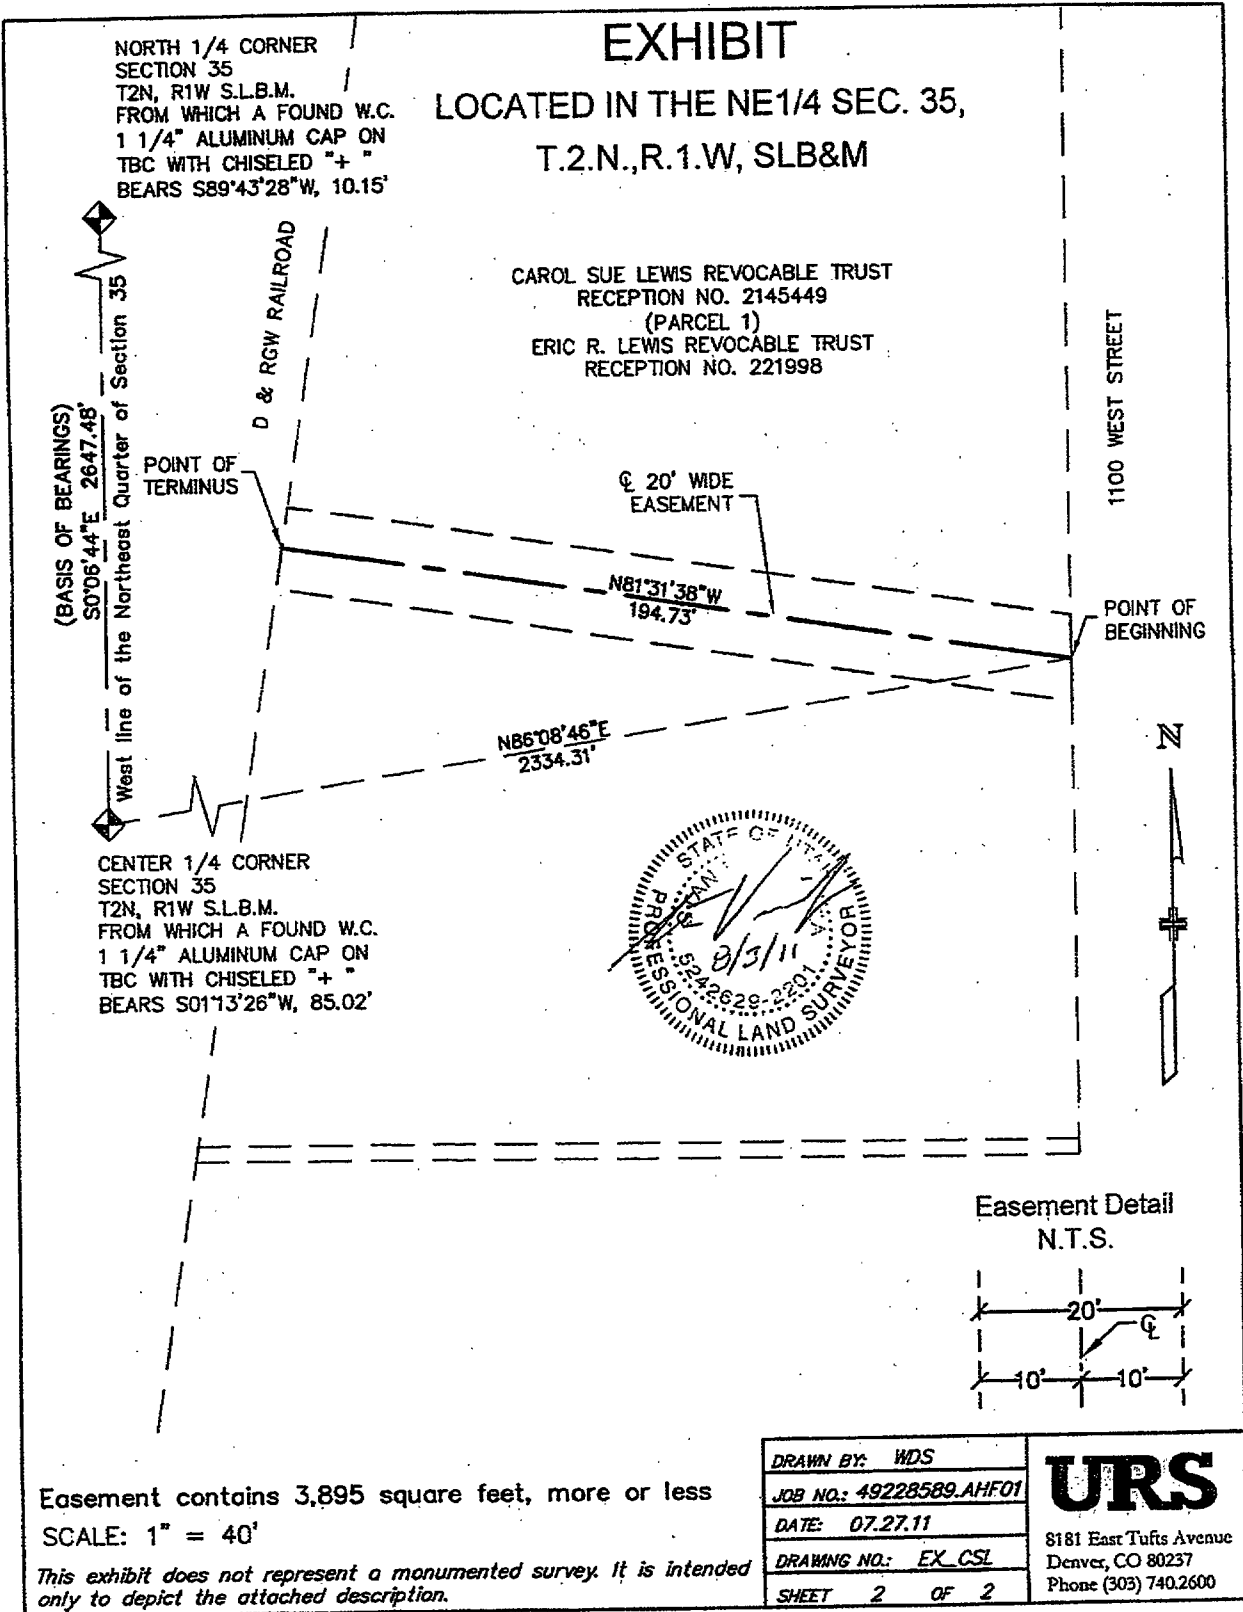 EXHIBIT
LOCATED IN THE NE1/4 SEC. 35,
T.2.N.,R.1.W, SLB&M
NORTH 1/4 CORNER
SECTION 35
T2N, R1W S.L.B.M.
FROM WHICH A FOUND W.C.
1 1/4" ALUMINUM CAP ON
TBC WITH CHISELED "+ "
BEARS S89°43'28"W, 10.15'
D & RGW RAILROAD
CAROL SUE LEWIS REVOCABLE TRUST
RECEPTION NO. 2145449
(PARCEL 1)
ERIC R. LEWIS REVOCABLE TRUST
RECEPTION NO. 221998
1100 WEST STREET
(BASIS OF BEARINGS)
S0°06'44"E 2647.48'
West line of the Northeast Quarter of Section 35
POINT OF
TERMINUS
℄ 20' WIDE
EASEMENT
N81°31'38"W
194.73'
POINT OF
BEGINNING
N86°08'46"E
2334.31'
N
CENTER 1/4 CORNER
SECTION 35
T2N, R1W S.L.B.M.
FROM WHICH A FOUND W.C.
1 1/4" ALUMINUM CAP ON
TBC WITH CHISELED "+ "
BEARS S01°13'26"W, 85.02'
STATE OF UTAH
8/3/11
5242629-2201
PROFESSIONAL LAND SURVEYOR
Easement Detail
N.T.S.
20'
℄
10' 10'
Easement contains 3,895 square feet, more or less
SCALE: 1" = 40'
This exhibit does not represent a monumented survey. It is intended
only to depict the attached description.
DRAWN BY: WDS
JOB NO.: 49228589.AHF01
DATE: 07.27.11
DRAWING NO.: EX_CSL
SHEET 2 OF 2
URS
8181 East Tufts Avenue
Denver, CO 80237
Phone (303) 740.2600